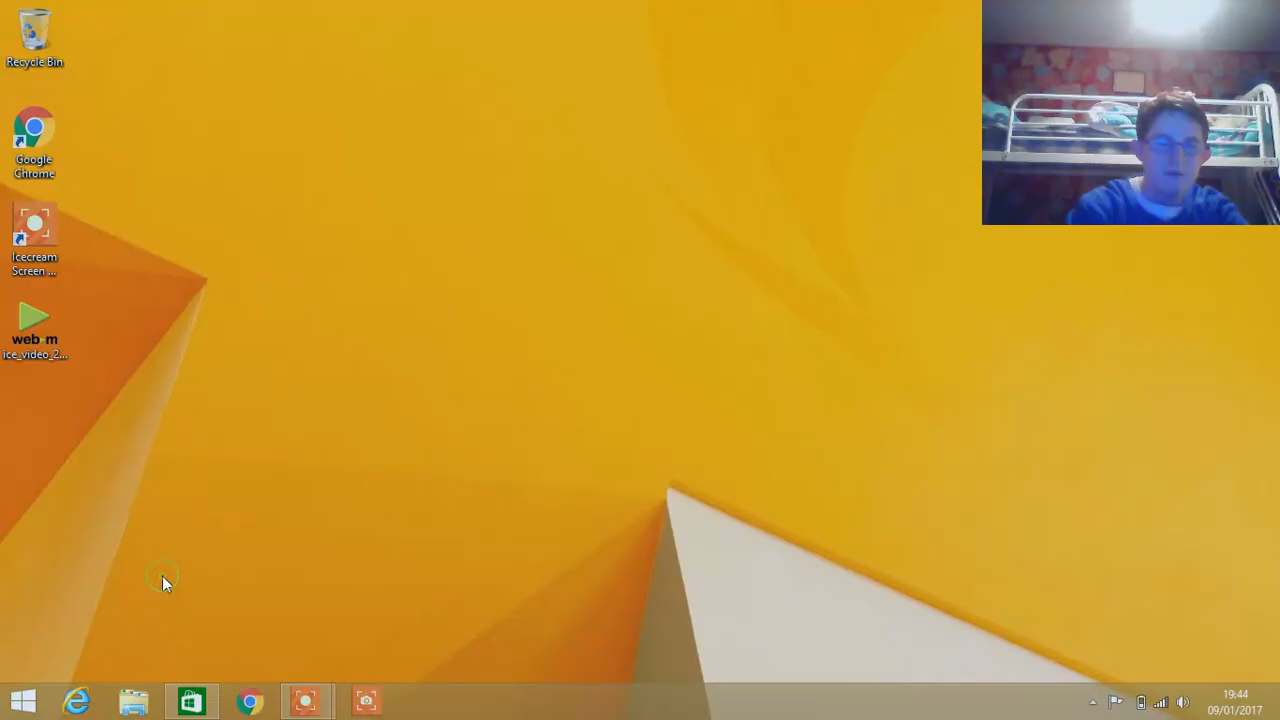 Recycle Bin
Google
Chrome
Icecream
Screen ...
web m
ice_video_2...
19:44
09/01/2017